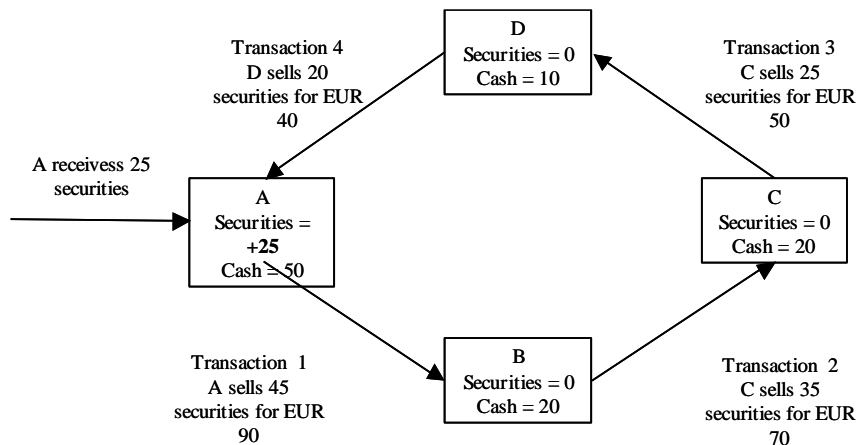 D
Securities = 0
Cash = 10
Transaction 4
D sells 20
securities for EUR
40
Transaction 3
C sells 25
securities for EUR
50
A receivess 25
securities
A
Securities =
+25
Cash = 50
C
Securities = 0
Cash = 20
B
Securities = 0
Cash = 20
Transaction 1
A sells 45
securities for EUR
90
Transaction 2
C sells 35
securities for EUR
70